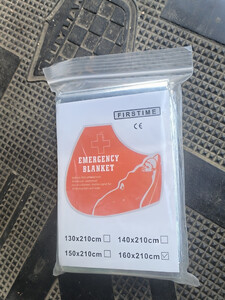 FIRSTIME
CE
EMERGENCY
BLANKET
130x210cm 140x210cm
150x210cm 160x210cm